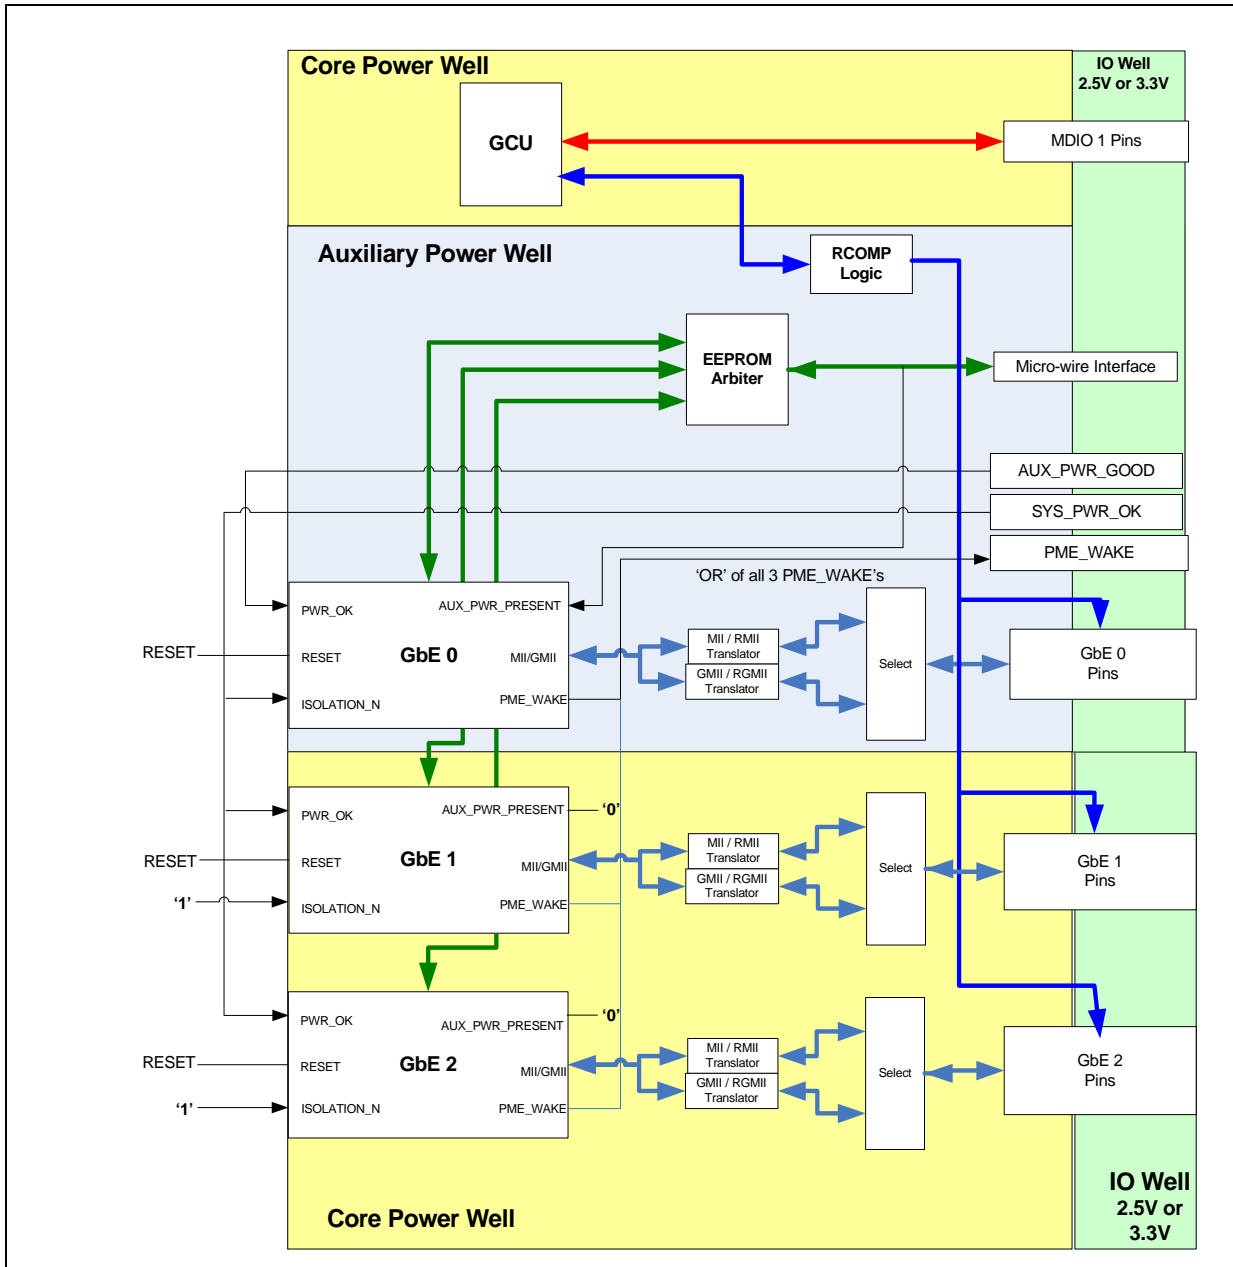 Core Power Well
IO Well
2.5V or 3.3V
GCU
MDIO 1 Pins
Auxiliary Power Well
RCOMP
Logic
EEPROM
Arbiter
Micro-wire Interface
AUX_PWR_GOOD
SYS_PWR_OK
PME_WAKE
'OR' of all 3 PME_WAKE's
PWR_OK
AUX_PWR_PRESENT
RESET
RESET
GbE 0
MII/GMII
ISOLATION_N
PME_WAKE
MII / RMII
Translator
GMII / RGMII
Translator
Select
GbE 0
Pins
PWR_OK
AUX_PWR_PRESENT
'0'
RESET
RESET
GbE 1
MII/GMII
'1'
ISOLATION_N
PME_WAKE
MII / RMII
Translator
GMII / RGMII
Translator
Select
GbE 1
Pins
PWR_OK
AUX_PWR_PRESENT
'0'
RESET
RESET
GbE 2
MII/GMII
'1'
ISOLATION_N
PME_WAKE
MII / RMII
Translator
GMII / RGMII
Translator
Select
GbE 2
Pins
Core Power Well
IO Well
2.5V or
3.3V